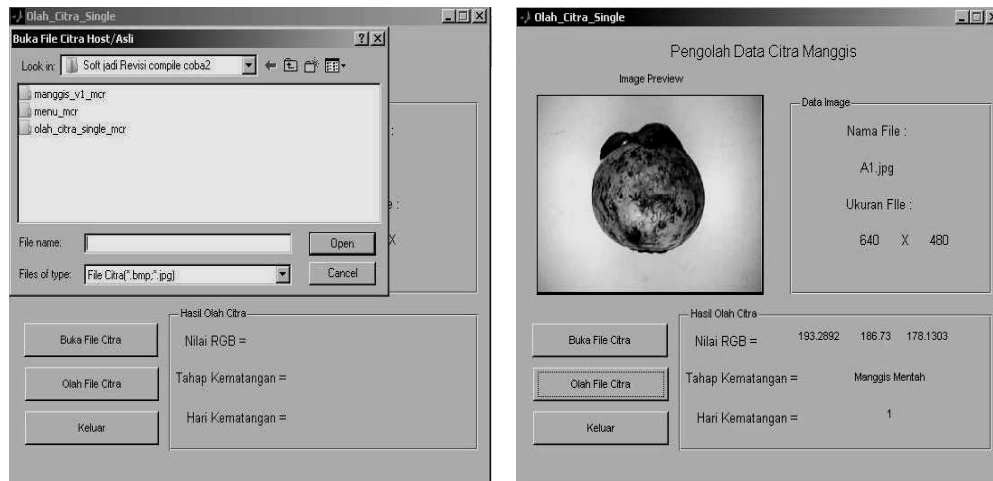 Olah_Citra_Single
Buka File Citra Host/Asli
Look in: Soft jadi Revisi compile coba2
manggis_v1_mcr
menu_mcr
olah_citra_single_mcr
File name: Open
Files of type: File Citra(*.bmp;*.jpg) Cancel
:
e :
X
Buka File Citra
Olah File Citra
Keluar
Hasil Olah Citra
Nilai RGB =
Tahap Kematangan =
Hari Kematangan =
Olah_Citra_Single
Pengolah Data Citra Manggis
Image Preview
Data Image
Nama File :
A1.jpg
Ukuran FIle :
640 X 480
Buka File Citra
Olah File Citra
Keluar
Hasil Olah Citra
Nilai RGB = 193.2892 186.73 178.1303
Tahap Kematangan = Manggis Mentah
Hari Kematangan = 1